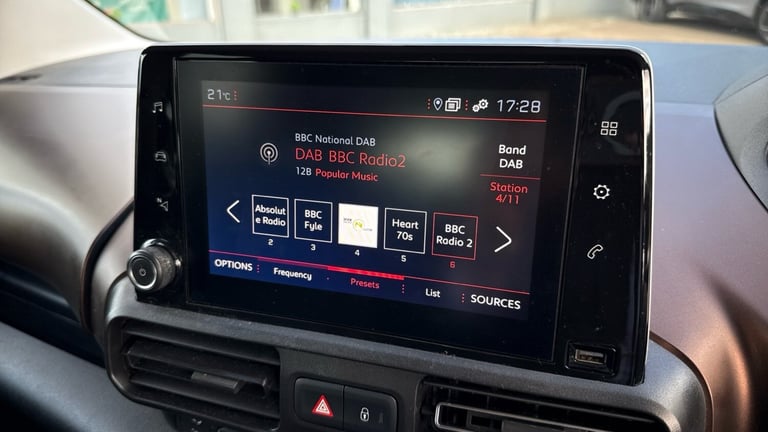 21°C
17:28
BBC National DAB
DAB BBC Radio2
12B Popular Music
Band
DAB
Station
4/11
Absolut
e Radio
2
BBC
Fyle
3
4
Heart
70s
5
BBC
Radio 2
6
OPTIONS
Frequency
Presets
List
SOURCES
N